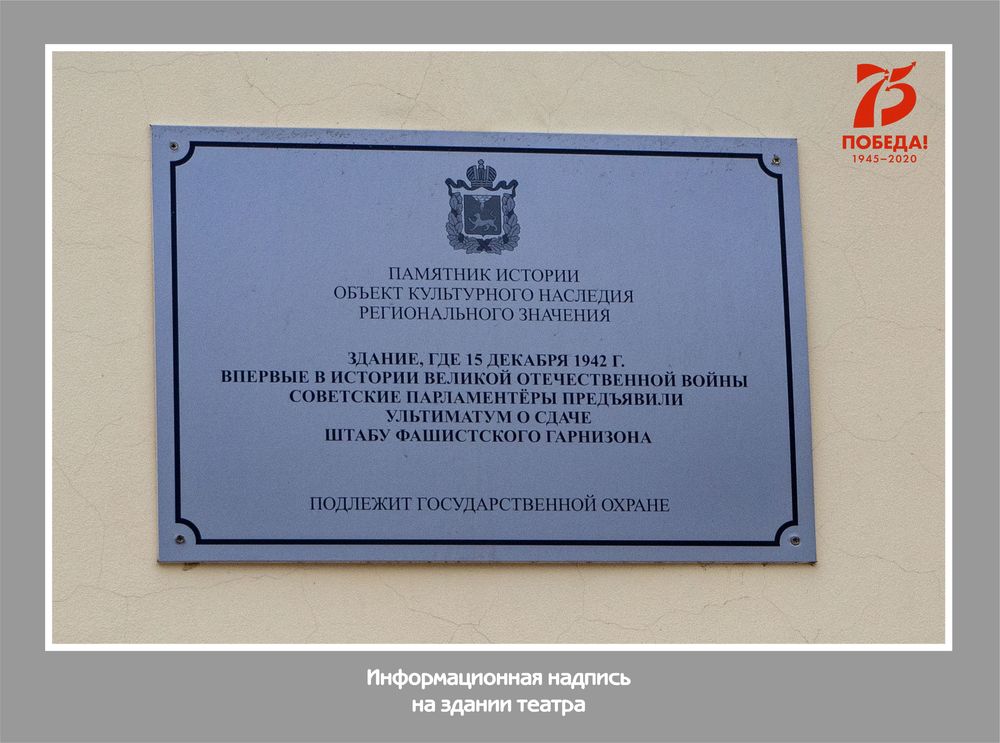 75
ПОБЕДА!
1945–2020
ПАМЯТНИК ИСТОРИИ
ОБЪЕКТ КУЛЬТУРНОГО НАСЛЕДИЯ
РЕГИОНАЛЬНОГО ЗНАЧЕНИЯ
ЗДАНИЕ, ГДЕ 15 ДЕКАБРЯ 1942 Г.
ВПЕРВЫЕ В ИСТОРИИ ВЕЛИКОЙ ОТЕЧЕСТВЕННОЙ ВОЙНЫ
СОВЕТСКИЕ ПАРЛАМЕНТЁРЫ ПРЕДЪЯВИЛИ
УЛЬТИМАТУМ О СДАЧЕ
ШТАБУ ФАШИСТСКОГО ГАРНИЗОНА
ПОДЛЕЖИТ ГОСУДАРСТВЕННОЙ ОХРАНЕ
Информационная надпись
на здании театра